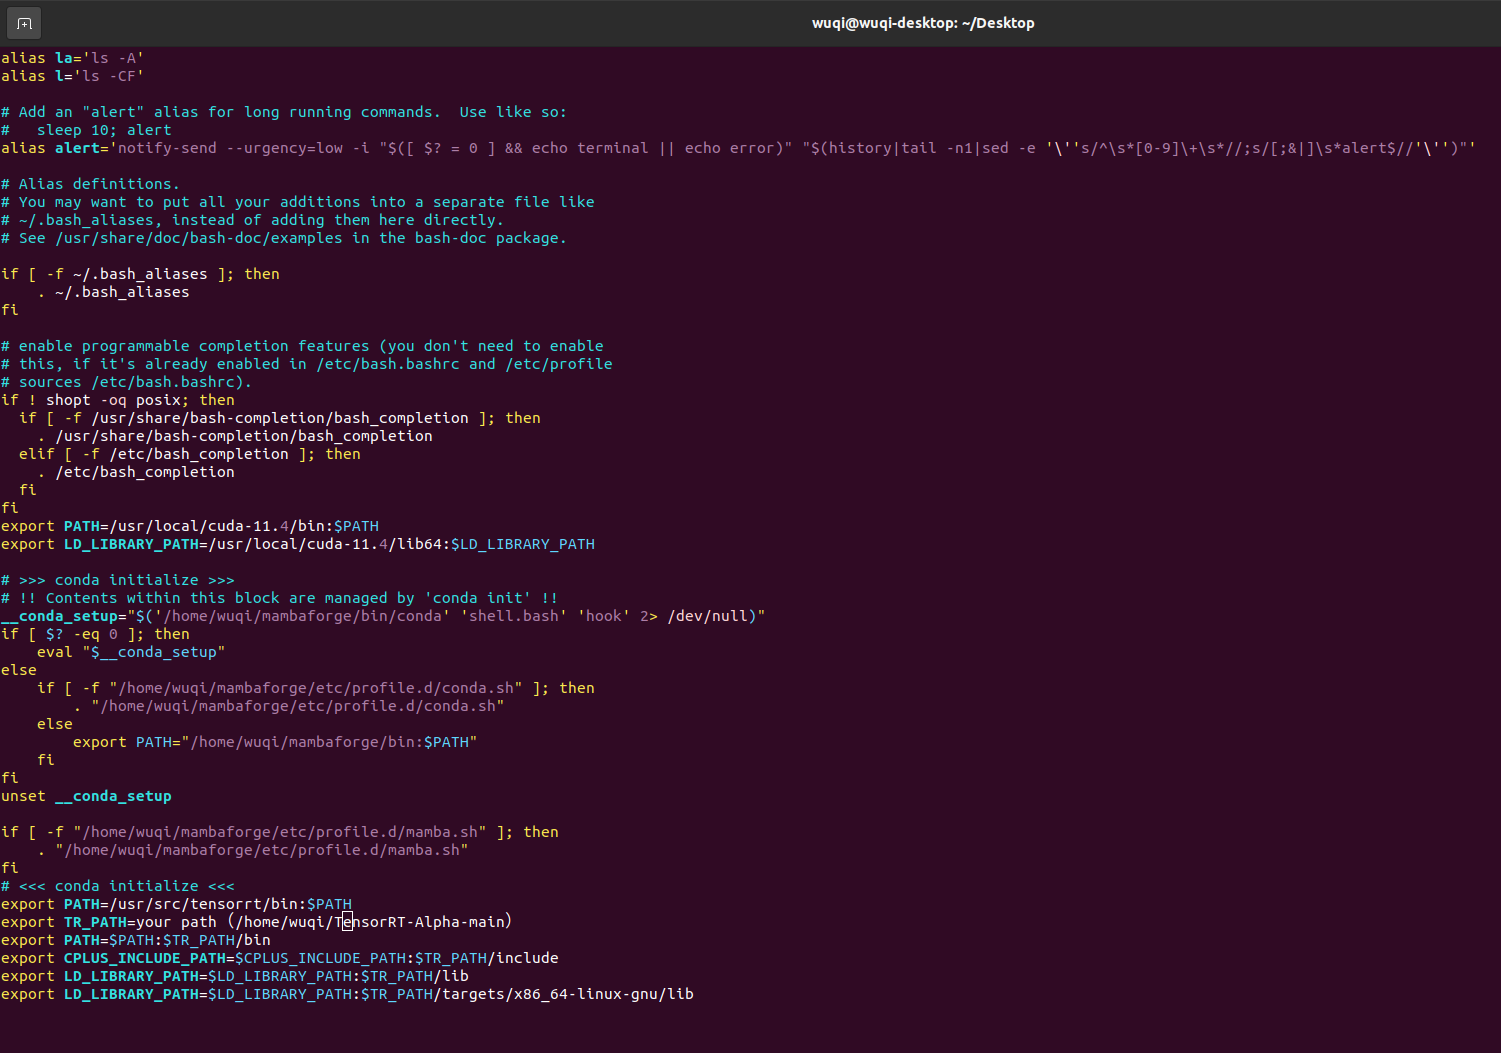 wuqi@wuqi-desktop: ~/Desktop
alias la='ls -A'
alias l='ls -CF'
# Add an "alert" alias for long running commands.  Use like so:
#   sleep 10; alert
alias alert='notify-send --urgency=low -i "$([ $? = 0 ] && echo terminal || echo error)" "$(history|tail -n1|sed -e '\''s/^\s*[0-9]\+\s*//;s/[;&|]\s*alert$//'\'')"'
# Alias definitions.
# You may want to put all your additions into a separate file like
# ~/.bash_aliases, instead of adding them here directly.
# See /usr/share/doc/bash-doc/examples in the bash-doc package.
if [ -f ~/.bash_aliases ]; then
    . ~/.bash_aliases
fi
# enable programmable completion features (you don't need to enable
# this, if it's already enabled in /etc/bash.bashrc and /etc/profile
# sources /etc/bash.bashrc).
if ! shopt -oq posix; then
  if [ -f /usr/share/bash-completion/bash_completion ]; then
    . /usr/share/bash-completion/bash_completion
  elif [ -f /etc/bash_completion ]; then
    . /etc/bash_completion
  fi
fi
export PATH=/usr/local/cuda-11.4/bin:$PATH
export LD_LIBRARY_PATH=/usr/local/cuda-11.4/lib64:$LD_LIBRARY_PATH
# >>> conda initialize >>>
# !! Contents within this block are managed by 'conda init' !!
__conda_setup="$('/home/wuqi/mambaforge/bin/conda' 'shell.bash' 'hook' 2> /dev/null)"
if [ $? -eq 0 ]; then
    eval "$__conda_setup"
else
    if [ -f "/home/wuqi/mambaforge/etc/profile.d/conda.sh" ]; then
        . "/home/wuqi/mambaforge/etc/profile.d/conda.sh"
    else
        export PATH="/home/wuqi/mambaforge/bin:$PATH"
    fi
fi
unset __conda_setup
if [ -f "/home/wuqi/mambaforge/etc/profile.d/mamba.sh" ]; then
    . "/home/wuqi/mambaforge/etc/profile.d/mamba.sh"
fi
# <<< conda initialize <<<
export PATH=/usr/src/tensorrt/bin:$PATH
export TR_PATH=your path（/home/wuqi/TensorRT-Alpha-main）
export PATH=$PATH:$TR_PATH/bin
export CPLUS_INCLUDE_PATH=$CPLUS_INCLUDE_PATH:$TR_PATH/include
export LD_LIBRARY_PATH=$LD_LIBRARY_PATH:$TR_PATH/lib
export LD_LIBRARY_PATH=$LD_LIBRARY_PATH:$TR_PATH/targets/x86_64-linux-gnu/lib